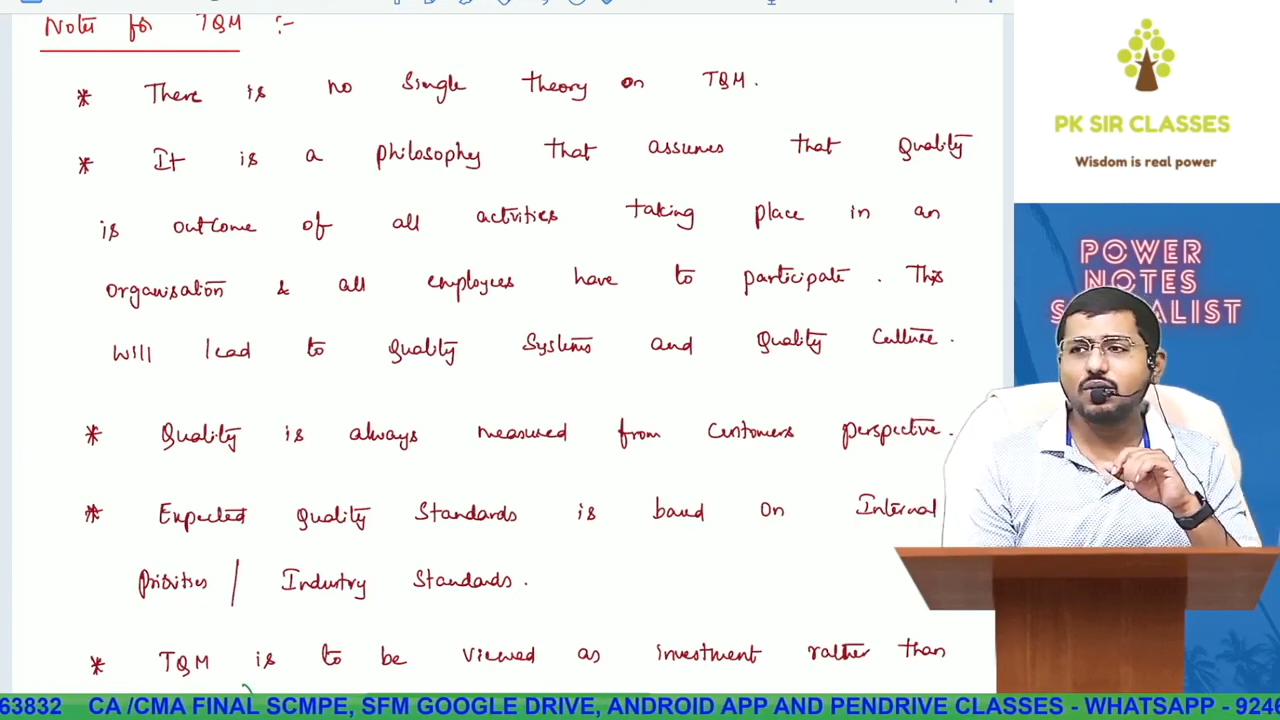 Notes for TQM :-
* There is no Single theory on TQM.
* It is a philosophy that assumes that Quality
is outcome of all activities taking place in an
organisation & all employees have to participate. This
will lead to Quality Systems and Quality Culture.
* Quality is always measured from Customers perspective.
* Expected Quality Standards is based on Internal
Priorities / Industry Standards.
* TQM is to be viewed as investment rather than
PK SIR CLASSES
Wisdom is real power
POWER
NOTES
63832 CA /CMA FINAL SCMPE, SFM GOOGLE DRIVE, ANDROID APP AND PENDRIVE CLASSES - WHATSAPP - 9248